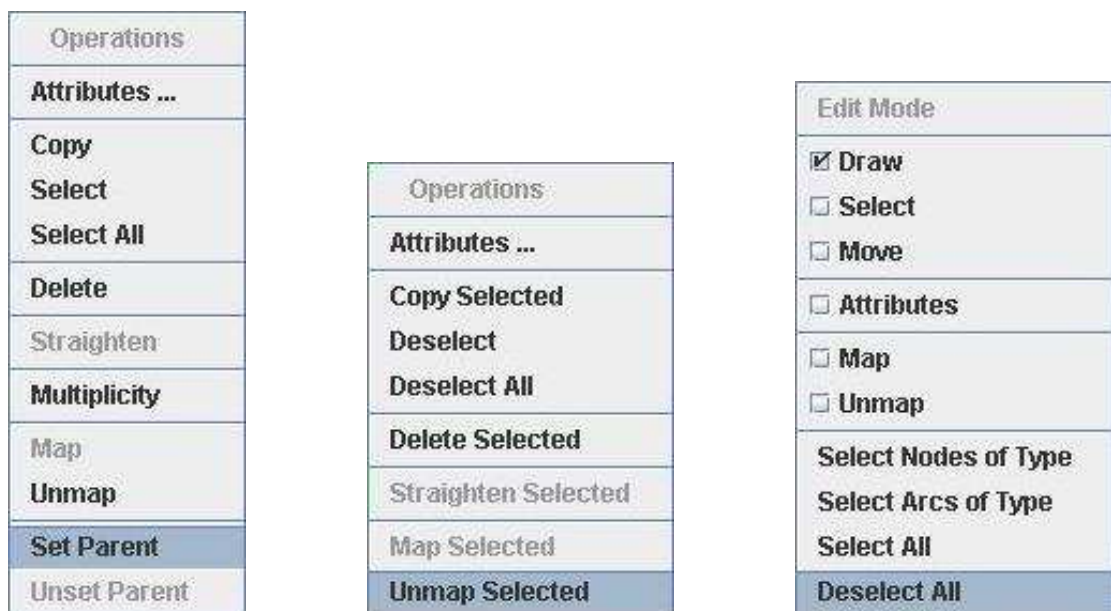 Operations
Attributes ...
Copy
Select
Select All
Delete
Straighten
Multiplicity
Map
Unmap
Set Parent
Unset Parent
Operations
Attributes ...
Copy Selected
Deselect
Deselect All
Delete Selected
Straighten Selected
Map Selected
Unmap Selected
Edit Mode
Draw
Select
Move
Attributes
Map
Unmap
Select Nodes of Type
Select Arcs of Type
Select All
Deselect All